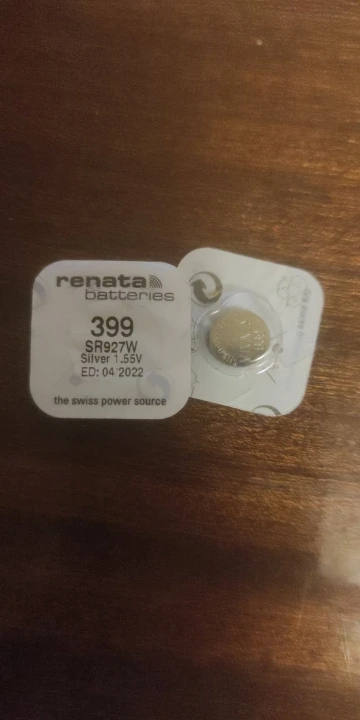 renata
batteries
399
SR927W
Silver 1.55V
ED: 04 2022
the swiss power source